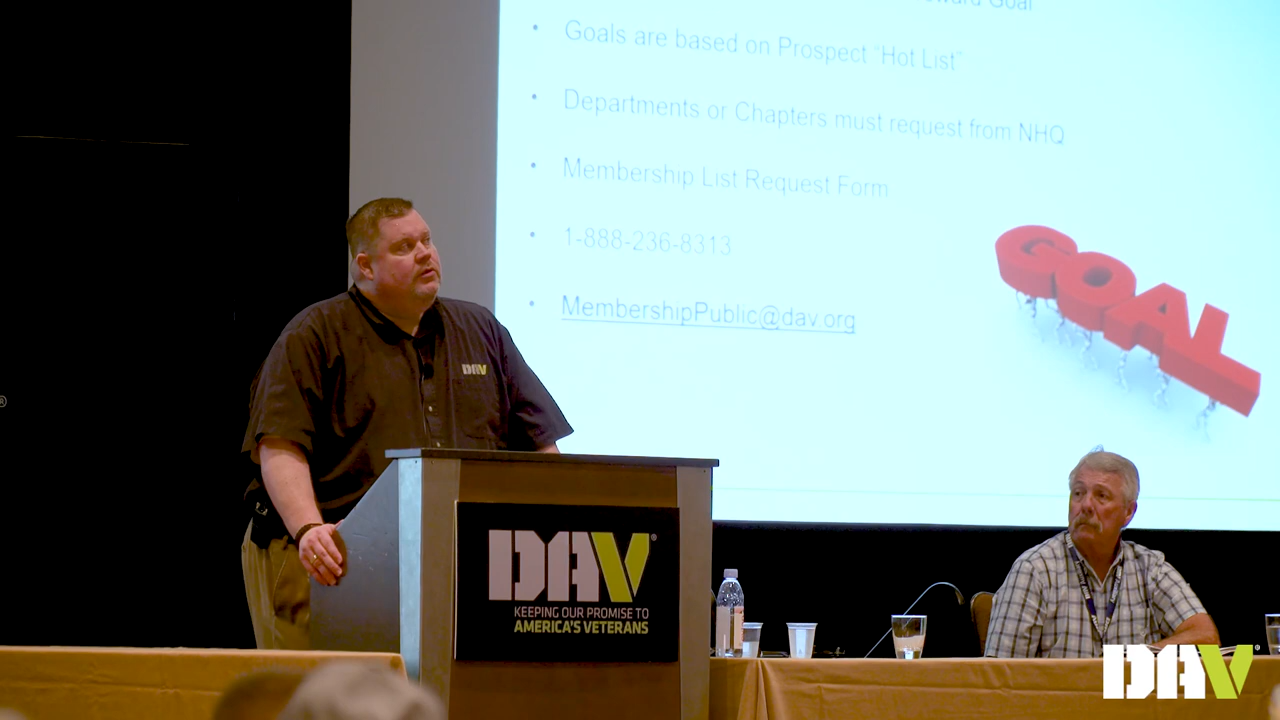 Goal
• Goals are based on Prospect “Hot List”
• Departments or Chapters must request from NHQ
• Membership List Request Form
• 1-888-236-8313
• MembershipPublic@dav.org
GOAL
DAV
DAV®
KEEPING OUR PROMISE TO
AMERICA'S VETERANS
®
DAV®